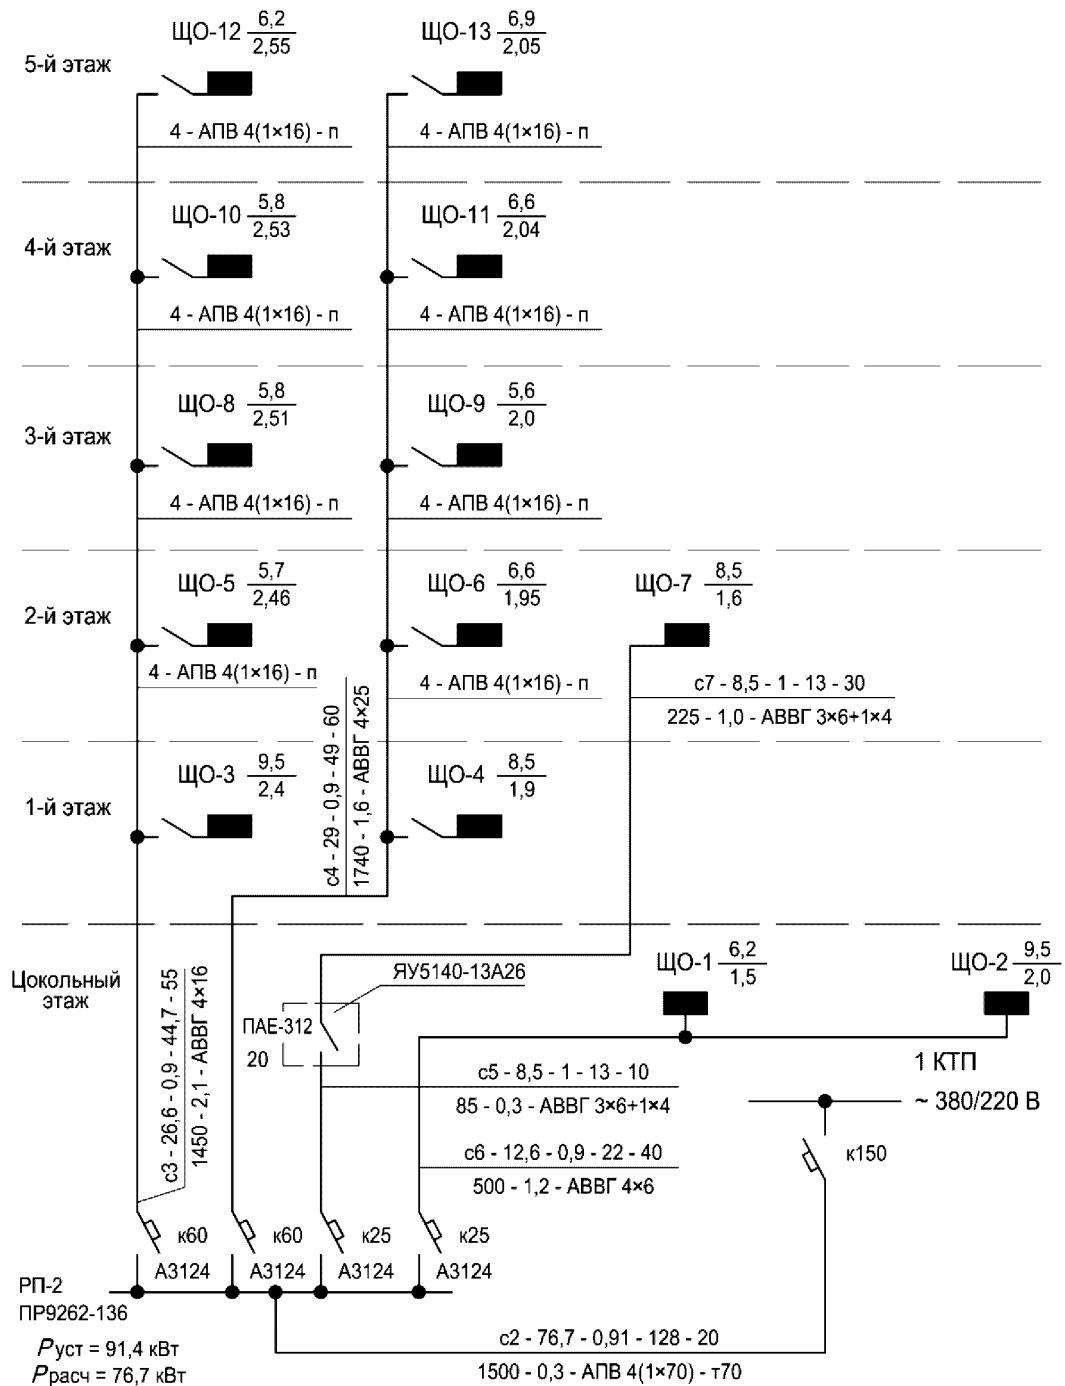 5-й этаж
ЩО-12 6,2
2,55
ЩО-13 6,9
2,05
4 - АПВ 4(1×16) - п
4 - АПВ 4(1×16) - п
4-й этаж
ЩО-10 5,8
2,53
ЩО-11 6,6
2,04
4 - АПВ 4(1×16) - п
4 - АПВ 4(1×16) - п
3-й этаж
ЩО-8 5,8
2,51
ЩО-9 5,6
2,0
4 - АПВ 4(1×16) - п
4 - АПВ 4(1×16) - п
2-й этаж
ЩО-5 5,7
2,46
ЩО-6 6,6
1,95
ЩО-7 8,5
1,6
4 - АПВ 4(1×16) - п
4 - АПВ 4(1×16) - п
с7 - 8,5 - 1 - 13 - 30
225 - 1,0 - АВВГ 3×6+1×4
с4 - 29 - 0,9 - 49 - 60
1740 - 1,6 - АВВГ 4×25
1-й этаж
ЩО-3 9,5
2,4
ЩО-4 8,5
1,9
Цокольный
этаж
с3 - 26,6 - 0,9 - 44,7 - 55
1450 - 2,1 - АВВГ 4×16
ЯУ5140-13А26
ПАЕ-312
20
ЩО-1 6,2
1,5
ЩО-2 9,5
2,0
с5 - 8,5 - 1 - 13 - 10
85 - 0,3 - АВВГ 3×6+1×4
с6 - 12,6 - 0,9 - 22 - 40
500 - 1,2 - АВВГ 4×6
1 КТП
~ 380/220 В
к150
к60
к60
к25
к25
А3124
А3124
А3124
А3124
РП-2
ПР9262-136
Pуст = 91,4 кВт
Pрасч = 76,7 кВт
с2 - 76,7 - 0,91 - 128 - 20
1500 - 0,3 - АПВ 4(1×70) - т70